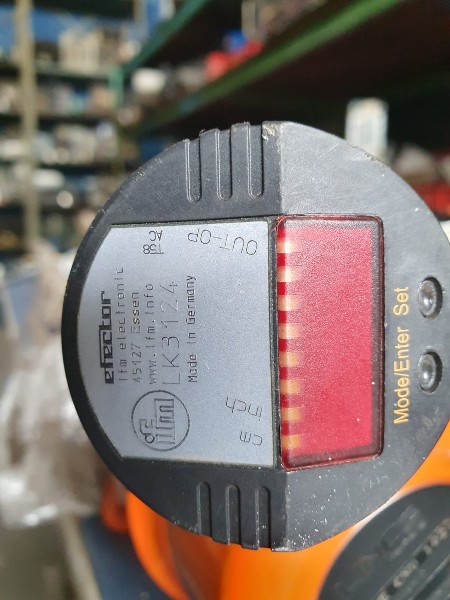 efector
ifm electronic
45127 Essen
www.ifm.info
LK3124
Made in Germany
ifm
cm
inch
T58
AC
OUT-OP
Mode/Enter
Set